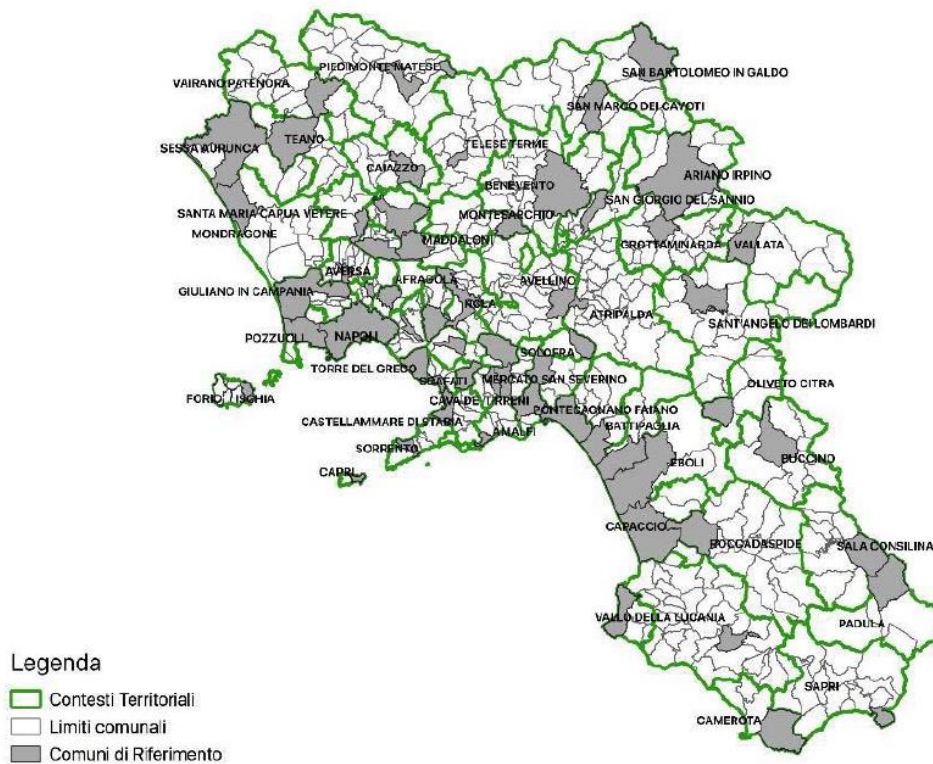 PIEDIMONTE MATESE
VAIRANO PATENORA
SAN BARTOLOMEO IN GALDO
SAN MARCO DEI CAVOTI
SESSA AURUNCA
TEANO
TELESE TERME
CAIAZZO
BENEVENTO
ARIANO IRPINO
SAN GIORGIO DEL SANNIO
SANTA MARIA CAPUA VETERE
MONTESARCHIO
MONDRAGONE
MADDALONI
GROTTAMINARDA
VALLATA
AVERSA
AFRAGOLA
AVELLINO
GIULIANO IN CAMPANIA
NOLA
ATRIPALDA
SANT'ANGELO DEI LOMBARDI
POZZUOLI
NAPOLI
SOLOFRA
TORRE DEL GRECO
SCAFATI
MERCATO SAN SEVERINO
OLIVETO CITRA
FORIO
ISCHIA
CAVA DE' TIRRENI
PONTECAGNANO FAIANO
CASTELLAMMARE DI STABIA
BATTIPAGLIA
AMALFI
SORRENTO
EBOLI
BUCCINO
CAPRI
CAPACCIO
ROCCADASPIDE
SALA CONSILINA
VALLO DELLA LUCANIA
PADULA
SAPRI
CAMEROTA
Legenda
Contesti Territoriali
Limiti comunali
Comuni di Riferimento